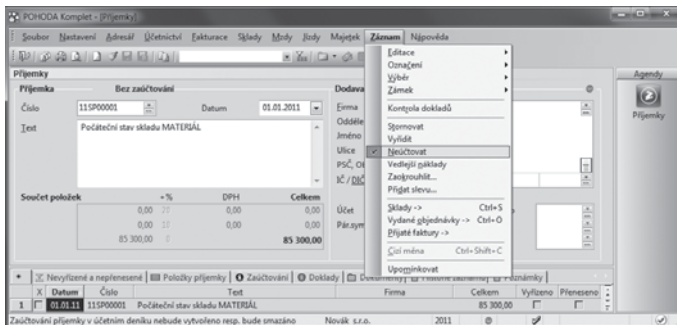 POHODA Komplet - [Příjemky]
Soubor Nastavení Adresář Účetnictví Fakturace Sklady Mzdy Jízdy Majetek Záznam Nápověda
Příjemky
Agendy
Příjemky
Příjemka Bez zaúčtování
Číslo 11SP00001 Datum 01.01.2011
Text Počáteční stav skladu MATERIÁL
Součet položek +% DPH Celkem
0,00 20 0,00 0,00
0,00 0,00 0,00
85 300,00 0 85 300,00
Dodava
Firma
Odděle
Jméno
Ulice
PSČ, O
IČ / DIČ
Účet
Pár.sym
Editace
Označení
Výběr
Zámek
Kontrola dokladů
Stornovat
Vyřídit
Neúčtovat
Vedlejší náklady
Zaokrouhlit...
Přidat slevu...
Sklady -> Ctrl+S
Vydané objednávky -> Ctrl+O
Přijaté faktury ->
Cizí měna Ctrl+Shift+C
Upomínkovat
* Nevyřízené a nepřenesené Položky příjemky Zaúčtování Doklady Dokumenty Historie záznamu Poznámky
X Datum Číslo Text Firma Celkem Vyřízeno Přeneseno
1 01.01.11 11SP00001 Počáteční stav skladu MATERIÁL 85 300,00
Zaúčtování příjemky v účetním deníku nebude vytvořeno resp. bude smazáno Novák s.r.o. 2011 @